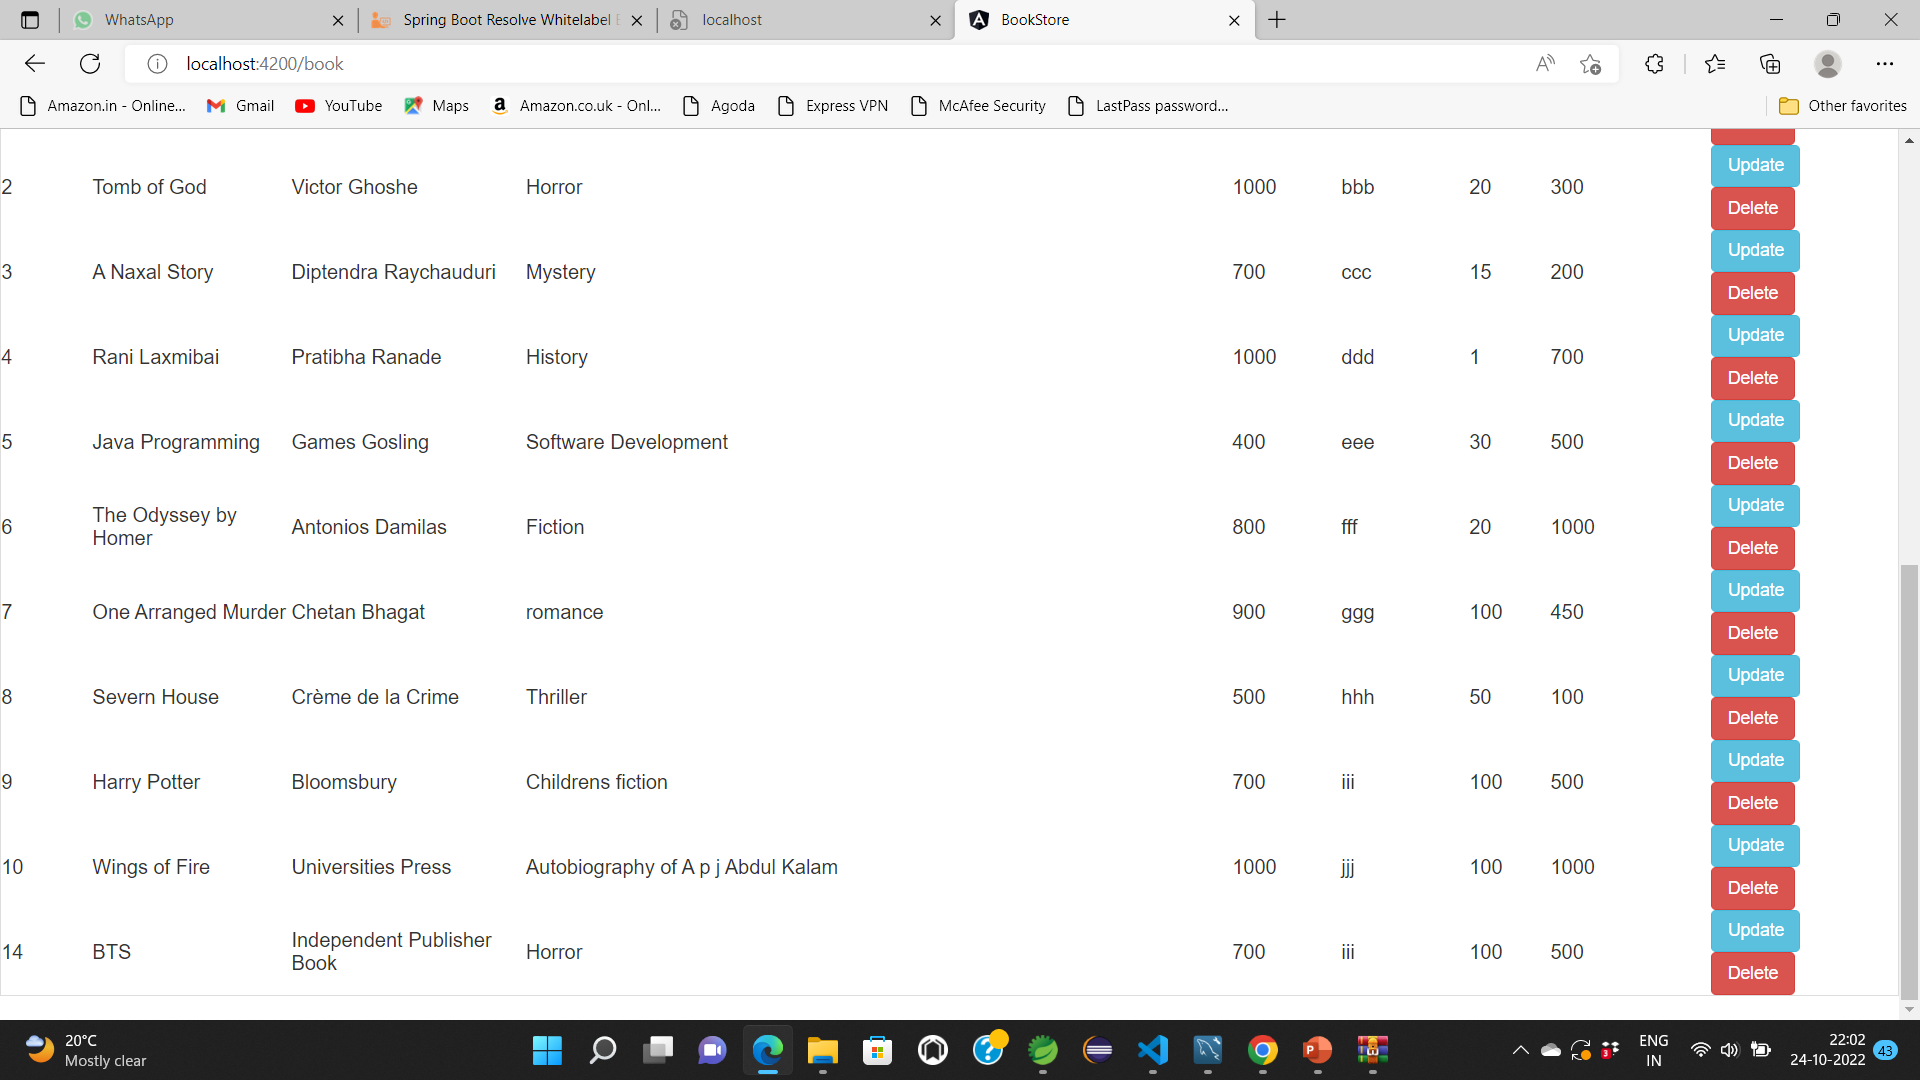 WhatsApp
Spring Boot Resolve Whitelabel E
localhost
BookStore
localhost:4200/book
Amazon.in - Online...
Gmail
YouTube
Maps
Amazon.co.uk - Onl...
Agoda
Express VPN
McAfee Security
LastPass password...
Other favorites
2 Tomb of God Victor Ghoshe Horror 1000 bbb 20 300 Update Delete
3 A Naxal Story Diptendra Raychauduri Mystery 700 ccc 15 200 Update Delete
4 Rani Laxmibai Pratibha Ranade History 1000 ddd 1 700 Update Delete
5 Java Programming Games Gosling Software Development 400 eee 30 500 Update Delete
6 The Odyssey by Homer Antonios Damilas Fiction 800 fff 20 1000 Update Delete
7 One Arranged Murder Chetan Bhagat romance 900 ggg 100 450 Update Delete
8 Severn House Crème de la Crime Thriller 500 hhh 50 100 Update Delete
9 Harry Potter Bloomsbury Childrens fiction 700 iii 100 500 Update Delete
10 Wings of Fire Universities Press Autobiography of A p j Abdul Kalam 1000 jjj 100 1000 Update Delete
14 BTS Independent Publisher Book Horror 700 iii 100 500 Update Delete
20°C
Mostly clear
ENG
IN
22:02
24-10-2022
43